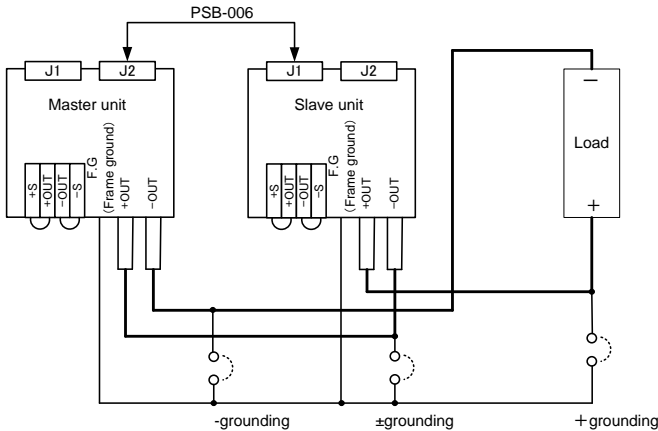 PSB-006
J1
J2
J1
J2
Master unit
Slave unit
Load
−
+
+S
+OUT
−OUT
-S
F.G
(Frame ground)
+OUT
−OUT
+S
+OUT
−OUT
-S
F.G
(Frame ground)
+OUT
−OUT
-grounding
±grounding
+grounding